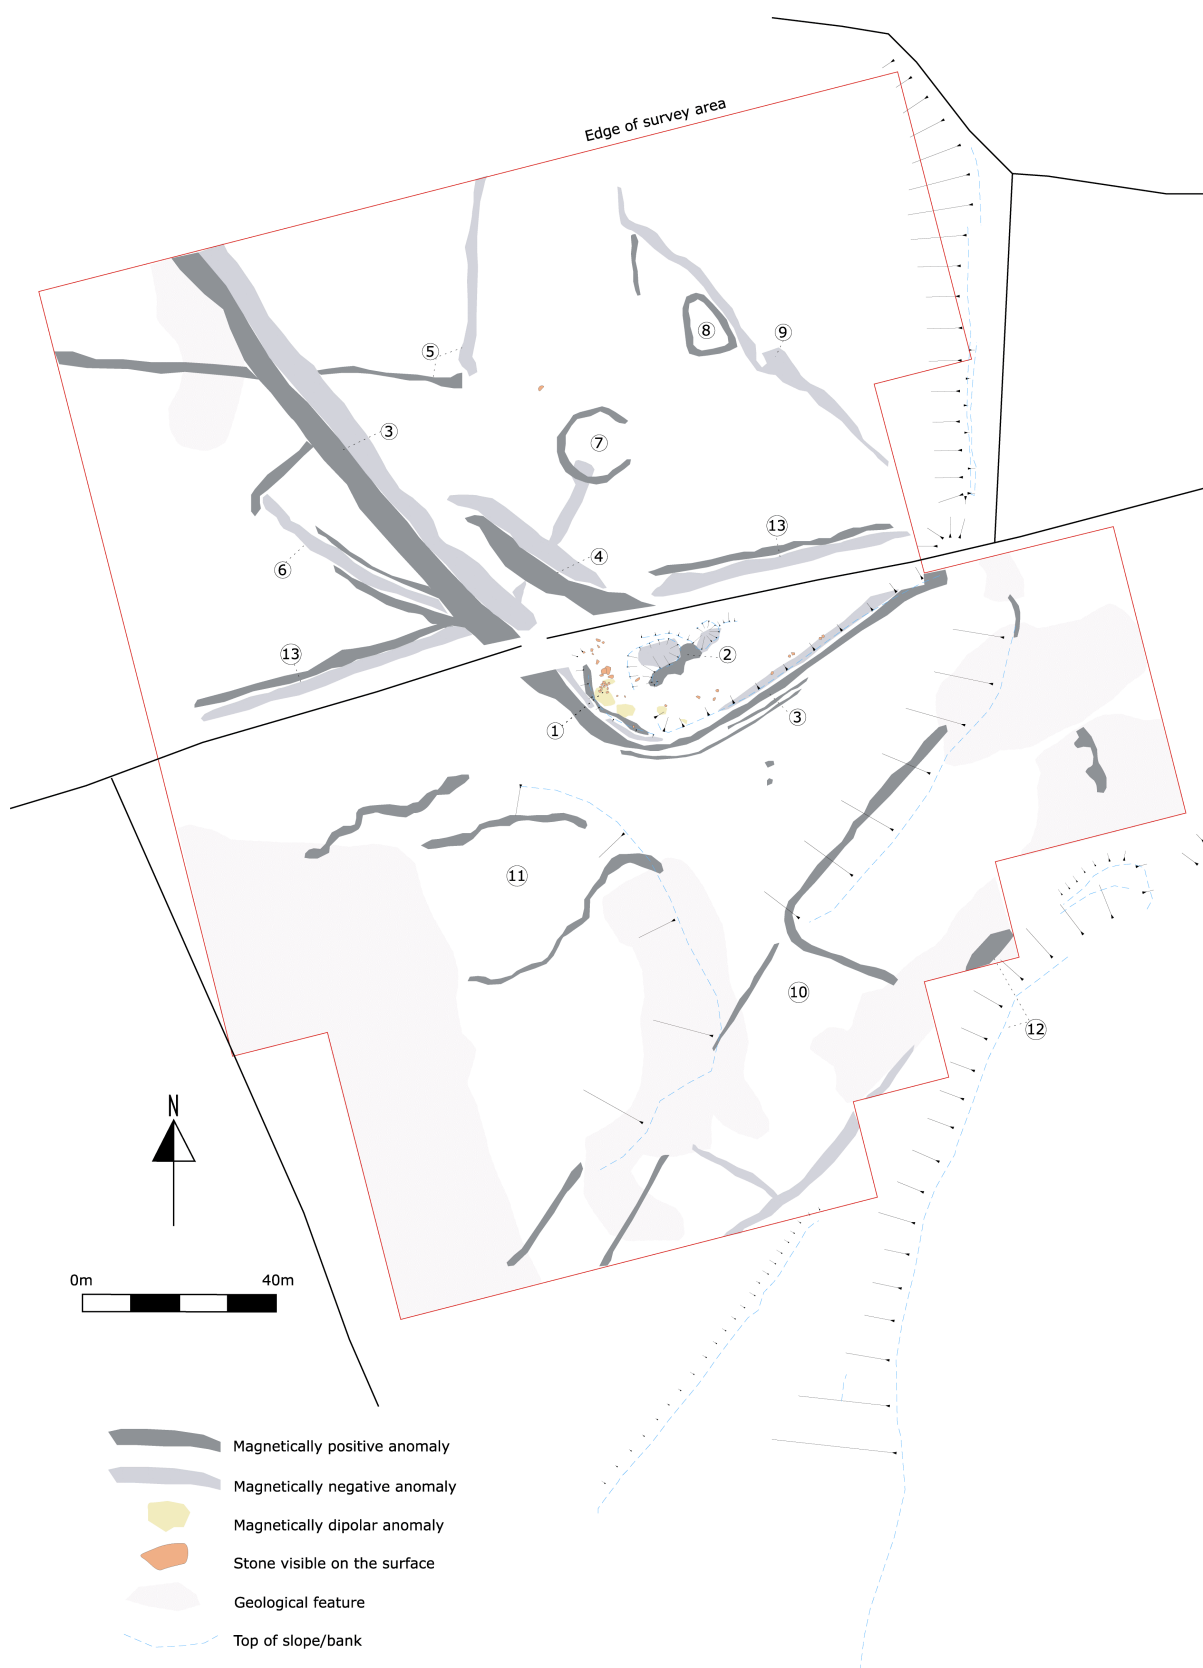 Edge of survey area
8
9
5
3
7
13
4
6
13
2
1
3
11
10
12
N
0m 40m
Magnetically positive anomaly
Magnetically negative anomaly
Magnetically dipolar anomaly
Stone visible on the surface
Geological feature
Top of slope/bank